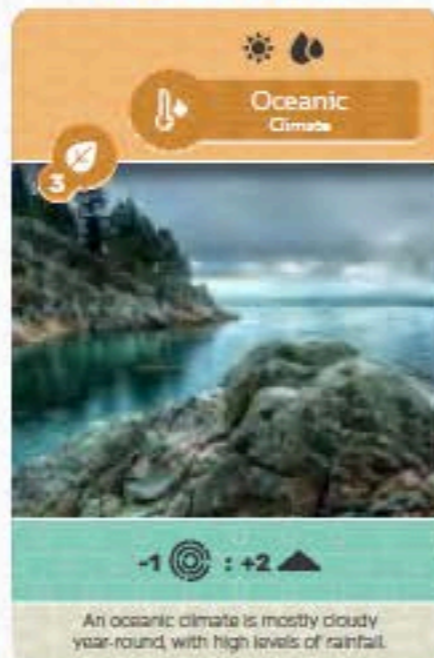 Oceanic
Climate
3
-1 : +2
An oceanic climate is mostly cloudy
year-round, with high levels of rainfall.